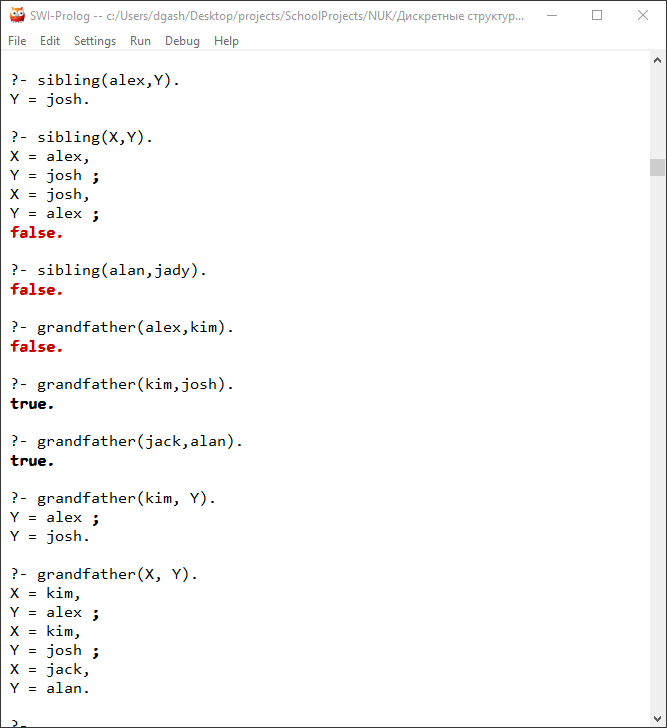 SWI-Prolog -- c:/Users/dgash/Desktop/projects/SchoolProjects/NUK/Дискретные структур...
File Edit Settings Run Debug Help
?- sibling(alex,Y).
Y = josh.
?- sibling(X,Y).
X = alex,
Y = josh ;
X = josh,
Y = alex ;
false.
?- sibling(alan,jady).
false.
?- grandfather(alex,kim).
false.
?- grandfather(kim,josh).
true.
?- grandfather(jack,alan).
true.
?- grandfather(kim, Y).
Y = alex ;
Y = josh.
?- grandfather(X, Y).
X = kim,
Y = alex ;
X = kim,
Y = josh ;
X = jack,
Y = alan.
?-